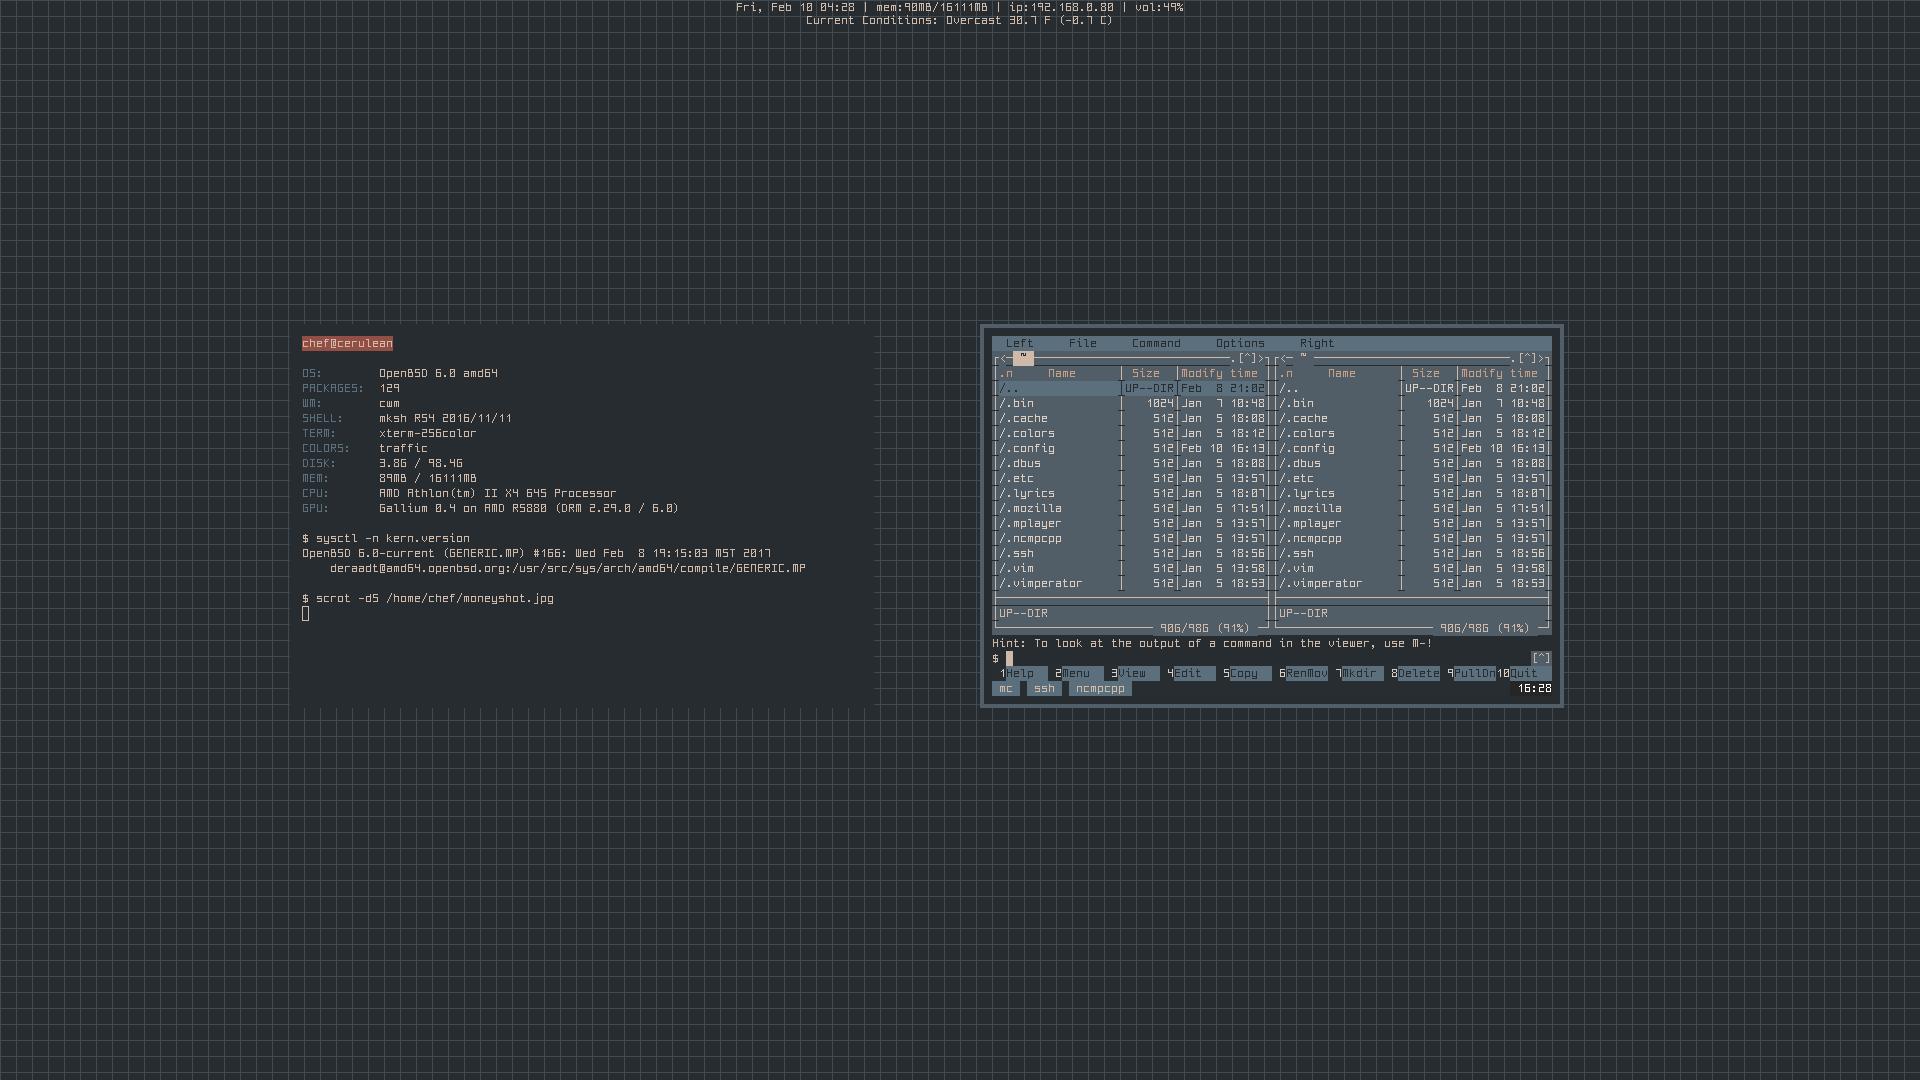 Fri, Feb 10 04:28 | mem:90MB/16111MB | ip:192.168.0.80 | vol:49%
Current Conditions: Overcast 30.7 F (-0.7 C)
chef@cerulean
OS: OpenBSD 6.0 amd64
PACKAGES: 129
WM: cwm
SHELL: mksh R54 2016/11/11
TERM: xterm-256color
COLORS: traffic
DISK: 3.8G / 98.4G
MEM: 89MB / 16111MB
CPU: AMD Athlon(tm) II X4 645 Processor
GPU: Gallium 0.4 on AMD RS880 (DRM 2.29.0 / 6.0)
$ sysctl -n kern.version
OpenBSD 6.0-current (GENERIC.MP) #166: Wed Feb  8 19:15:03 MST 2017
    deraadt@amd64.openbsd.org:/usr/src/sys/arch/amd64/compile/GENERIC.MP
$ scrot -d5 /home/chef/moneyshot.jpg
Left File Command Options Right
<- ~ .[^]> <- ~ .[^]>
.n Name | Size |Modify time .n Name | Size |Modify time
/.. |UP--DIR|Feb  8 21:02 /.. |UP--DIR|Feb  8 21:02
/.bin | 1024|Jan  7 10:48 /.bin | 1024|Jan  7 10:48
/.cache | 512|Jan  5 18:08 /.cache | 512|Jan  5 18:08
/.colors | 512|Jan  5 18:12 /.colors | 512|Jan  5 18:12
/.config | 512|Feb 10 16:13 /.config | 512|Feb 10 16:13
/.dbus | 512|Jan  5 18:08 /.dbus | 512|Jan  5 18:08
/.etc | 512|Jan  5 13:57 /.etc | 512|Jan  5 13:57
/.lyrics | 512|Jan  5 18:07 /.lyrics | 512|Jan  5 18:07
/.mozilla | 512|Jan  5 17:51 /.mozilla | 512|Jan  5 17:51
/.mplayer | 512|Jan  5 13:57 /.mplayer | 512|Jan  5 13:57
/.ncmpcpp | 512|Jan  5 13:57 /.ncmpcpp | 512|Jan  5 13:57
/.ssh | 512|Jan  5 18:56 /.ssh | 512|Jan  5 18:56
/.vim | 512|Jan  5 13:58 /.vim | 512|Jan  5 13:58
/.vimperator | 512|Jan  5 18:53 /.vimperator | 512|Jan  5 18:53
UP--DIR UP--DIR
90G/98G (91%) 90G/98G (91%)
Hint: To look at the output of a command in the viewer, use M-!
$ [^]
1Help 2Menu 3View 4Edit 5Copy 6RenMov 7Mkdir 8Delete 9PullDn 10Quit
mc ssh ncmpcpp 16:28